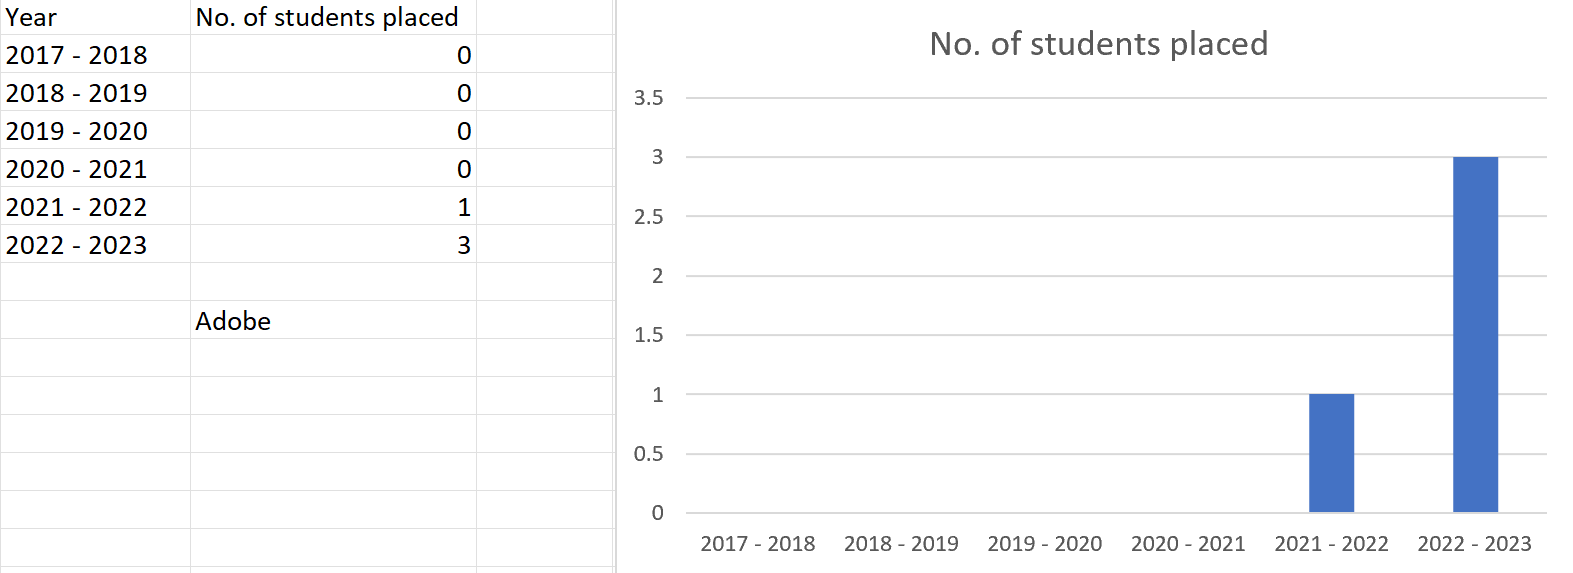 Year No. of students placed
2017 - 2018 0
2018 - 2019 0
2019 - 2020 0
2020 - 2021 0
2021 - 2022 1
2022 - 2023 3
Adobe
No. of students placed
3.5
3
2.5
2
1.5
1
0.5
0
2017 - 2018 2018 - 2019 2019 - 2020 2020 - 2021 2021 - 2022 2022 - 2023